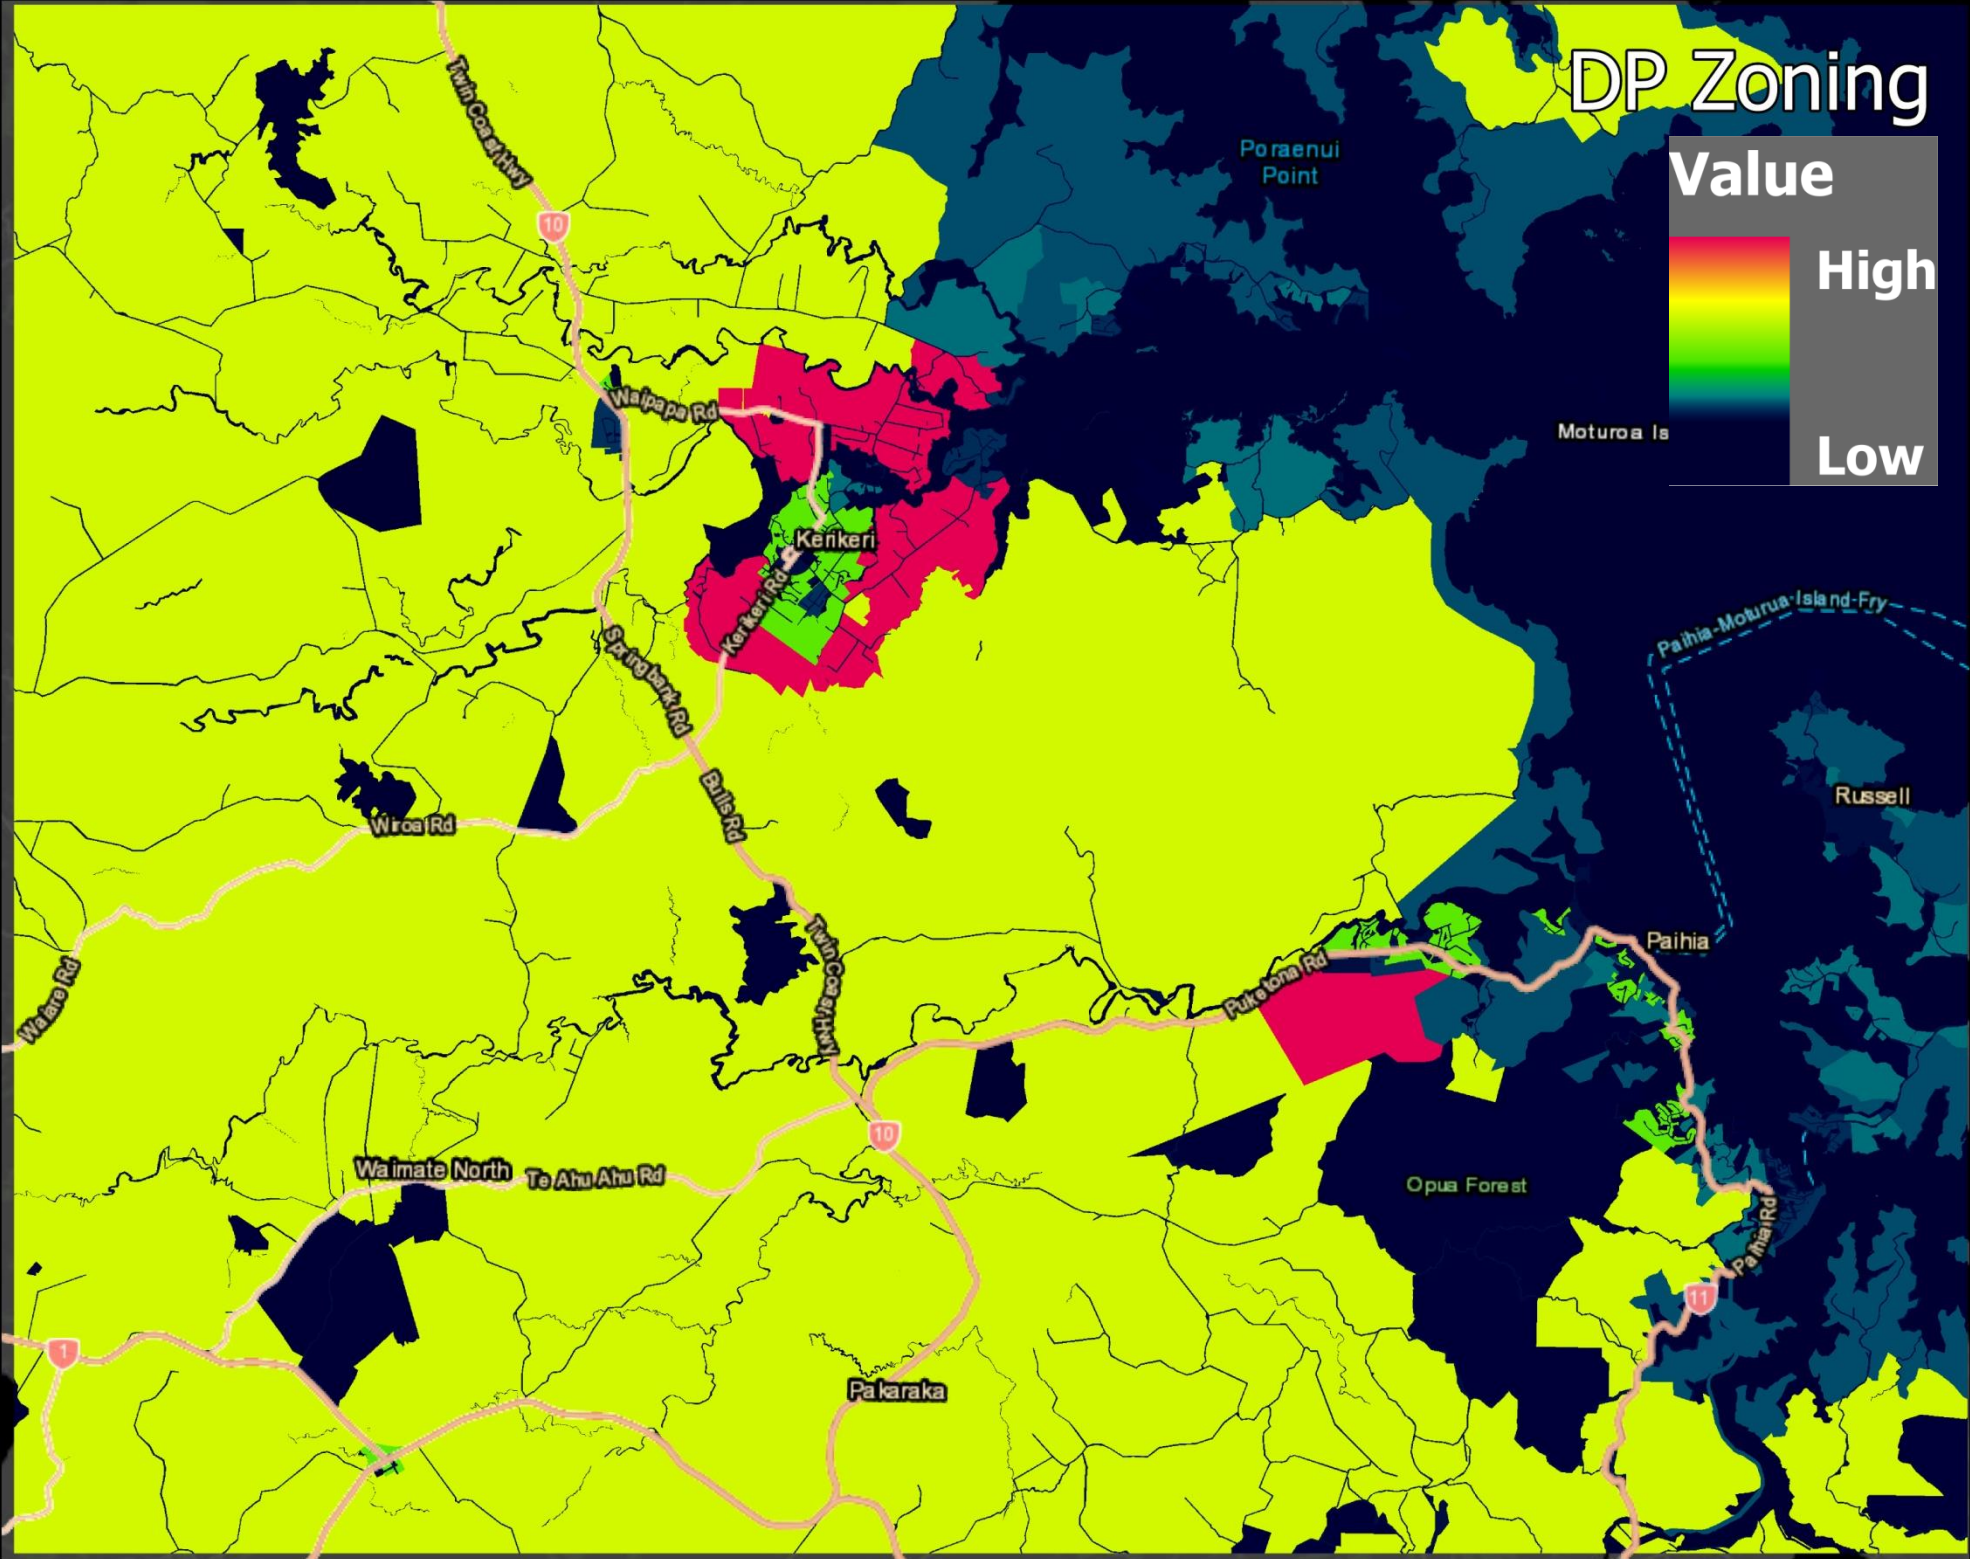 DP Zoning
Value
High
Low
Twin Coast Hwy
10
Poraenui
Point
Waipapa Rd
Moturoa Is
Kerikeri
Kerikeri Rd
Springbank Rd
Paihia-Moturua-Island-Fry
Bulls Rd
Russell
Wiroa Rd
Twin Coast Hwy
Paihia
Waiare Rd
Puketona Rd
10
Waimate North
Te Ahu Ahu Rd
Opua Forest
Paihia Rd
11
1
Pakaraka